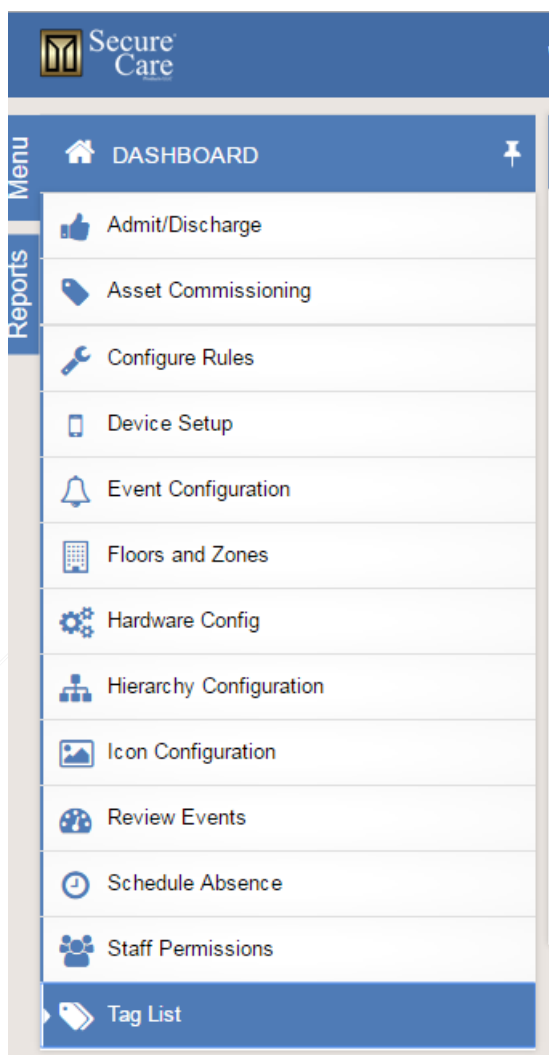 Secure
Care
Menu
DASHBOARD
Reports
Admit/Discharge
Asset Commissioning
Configure Rules
Device Setup
Event Configuration
Floors and Zones
Hardware Config
Hierarchy Configuration
Icon Configuration
Review Events
Schedule Absence
Staff Permissions
Tag List